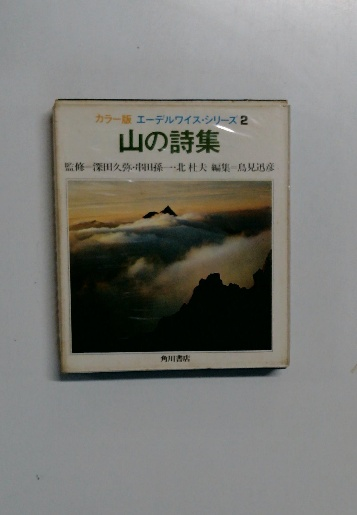 カラー版 エーデルワイス・シリーズ2
山の詩集
監修=深田久弥・串田孫一・北 杜夫 編集=鳥見迅彦
角川書店